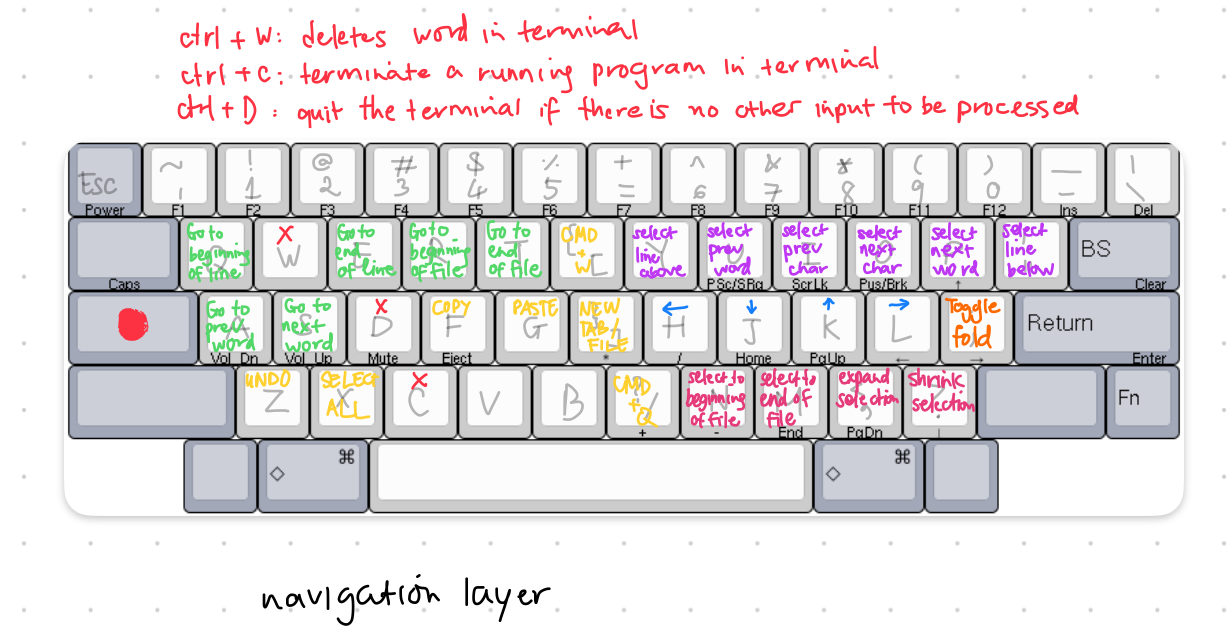 ctrl + W: deletes word in terminal
ctrl + C: terminate a running program in terminal
ctrl + D : quit the terminal if there is no other input to be processed
Esc
~
,
!
1
@
2
#
3
$
4
%
5
+
=
^
6
&
7
*
8
(
9
)
0
—
–
|
\
Power
F1
F2
F3
F4
F5
F6
F7
F8
F9
F10
F11
F12
Ins
Del
Go to
beginning
of line
X
W
Go to
end
of line
Go to
beginning
of file
Go to
end
of file
CMD
+
W
select
line
above
select
prev
word
select
prev
char
select
next
char
select
next
word
select
line
below
BS
Caps
PSc/SRq
ScrLk
Pus/Brk
↑
Clear
Go to
prev
word
Go to
next
word
X
D
COPY
F
PASTE
G
NEW
TAB/
FILE
←
H
↓
J
↑
K
→
L
Toggle
fold
Return
Vol_Dn
Vol_Up
Mute
Eject
*
/
Home
PgUp
←
→
Enter
UNDO
Z
SELECT
ALL
X
X
C
V
B
CMD
+
Q
select to
beginning
of file
select to
end of
file
expand
selection
shrink
selection
Fn
+
-
End
PgDn
↓
◇ ⌘
◇ ⌘
navigation layer